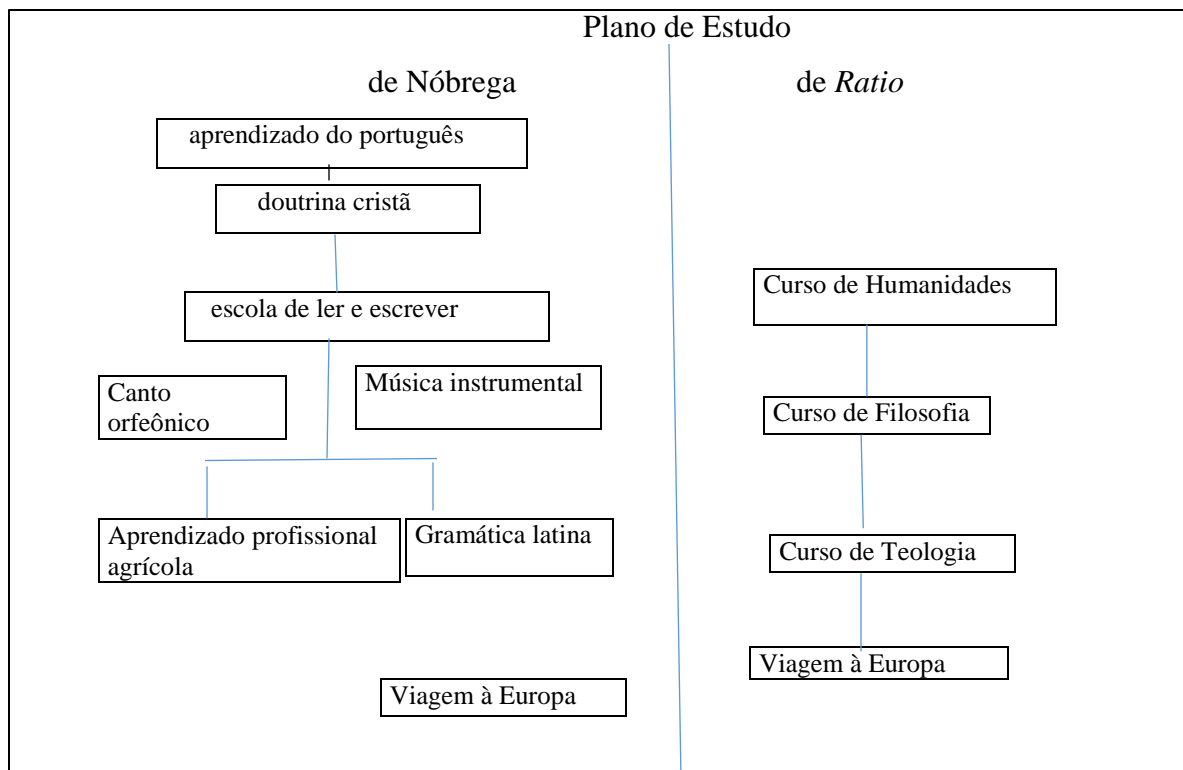 Plano de Estudo
de Nóbrega
de Ratio
aprendizado do português
doutrina cristã
escola de ler e escrever
Canto
orfeônico
Música instrumental
Aprendizado profissional
agrícola
Gramática latina
Viagem à Europa
Curso de Humanidades
Curso de Filosofia
Curso de Teologia
Viagem à Europa